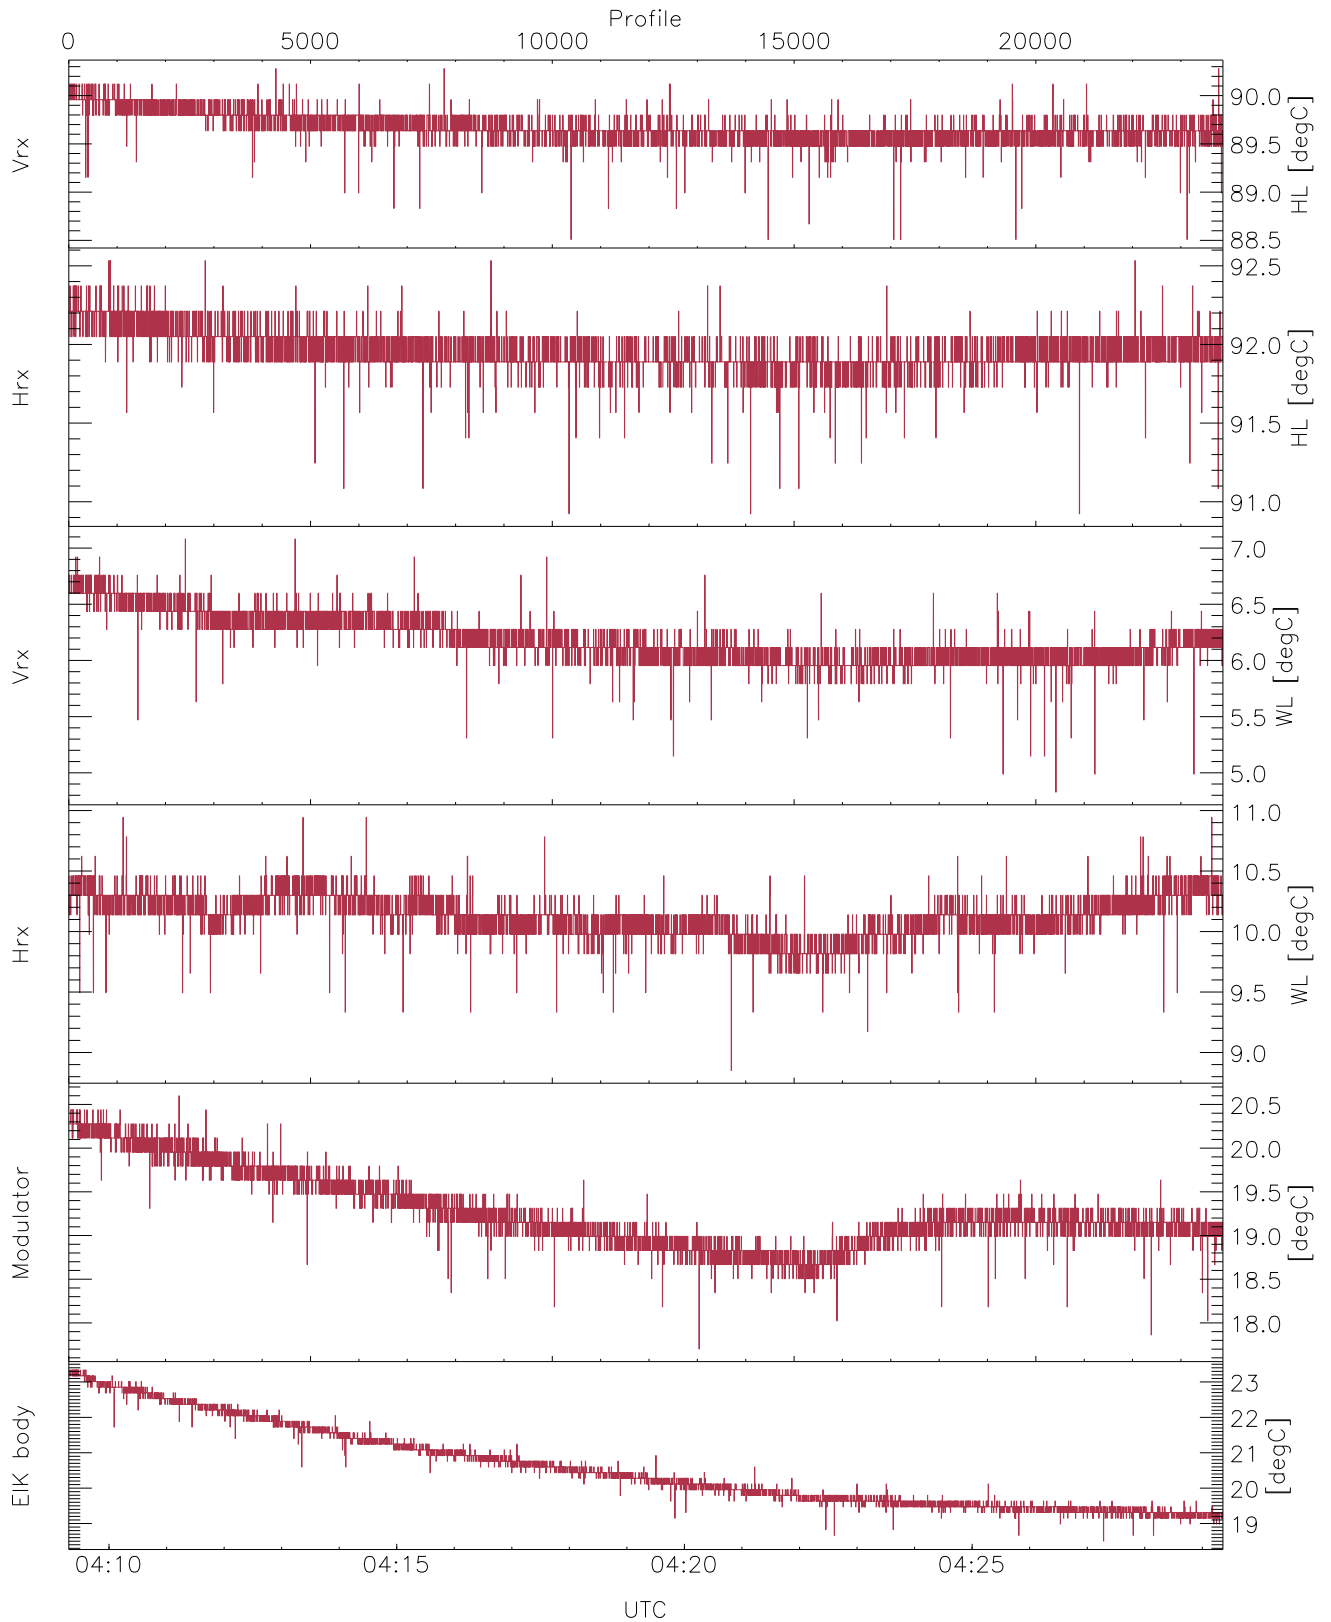 Profile
0 5000 10000 15000 20000
Vrx
90.0
89.5
89.0
88.5
HL [degC]
Hrx
92.5
92.0
91.5
91.0
HL [degC]
Vrx
7.0
6.5
6.0
5.5
5.0
WL [degC]
Hrx
11.0
10.5
10.0
9.5
9.0
WL [degC]
Modulator
20.5
20.0
19.5
19.0
18.5
18.0
[degC]
EIK body
23
22
21
20
19
[degC]
04:10 04:15 04:20 04:25
UTC